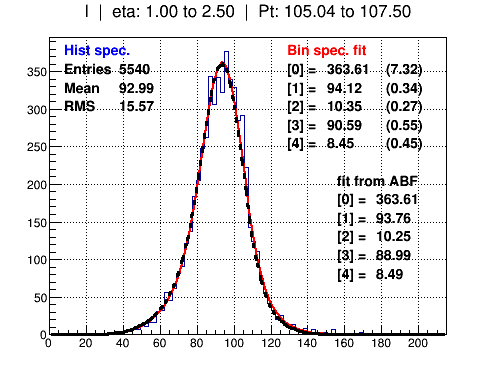 I | eta: 1.00 to 2.50 | Pt: 105.04 to 107.50
Hist spec.
Entries 5540
Mean 92.99
RMS 15.57
Bin spec. fit
[0] = 363.61 (7.32)
[1] = 94.12 (0.34)
[2] = 10.35 (0.27)
[3] = 90.59 (0.55)
[4] = 8.45 (0.45)
fit from ABF
[0] = 363.61
[1] = 93.76
[2] = 10.25
[3] = 88.99
[4] = 8.49
350
300
250
200
150
100
50
0
0 20 40 60 80 100 120 140 160 180 200